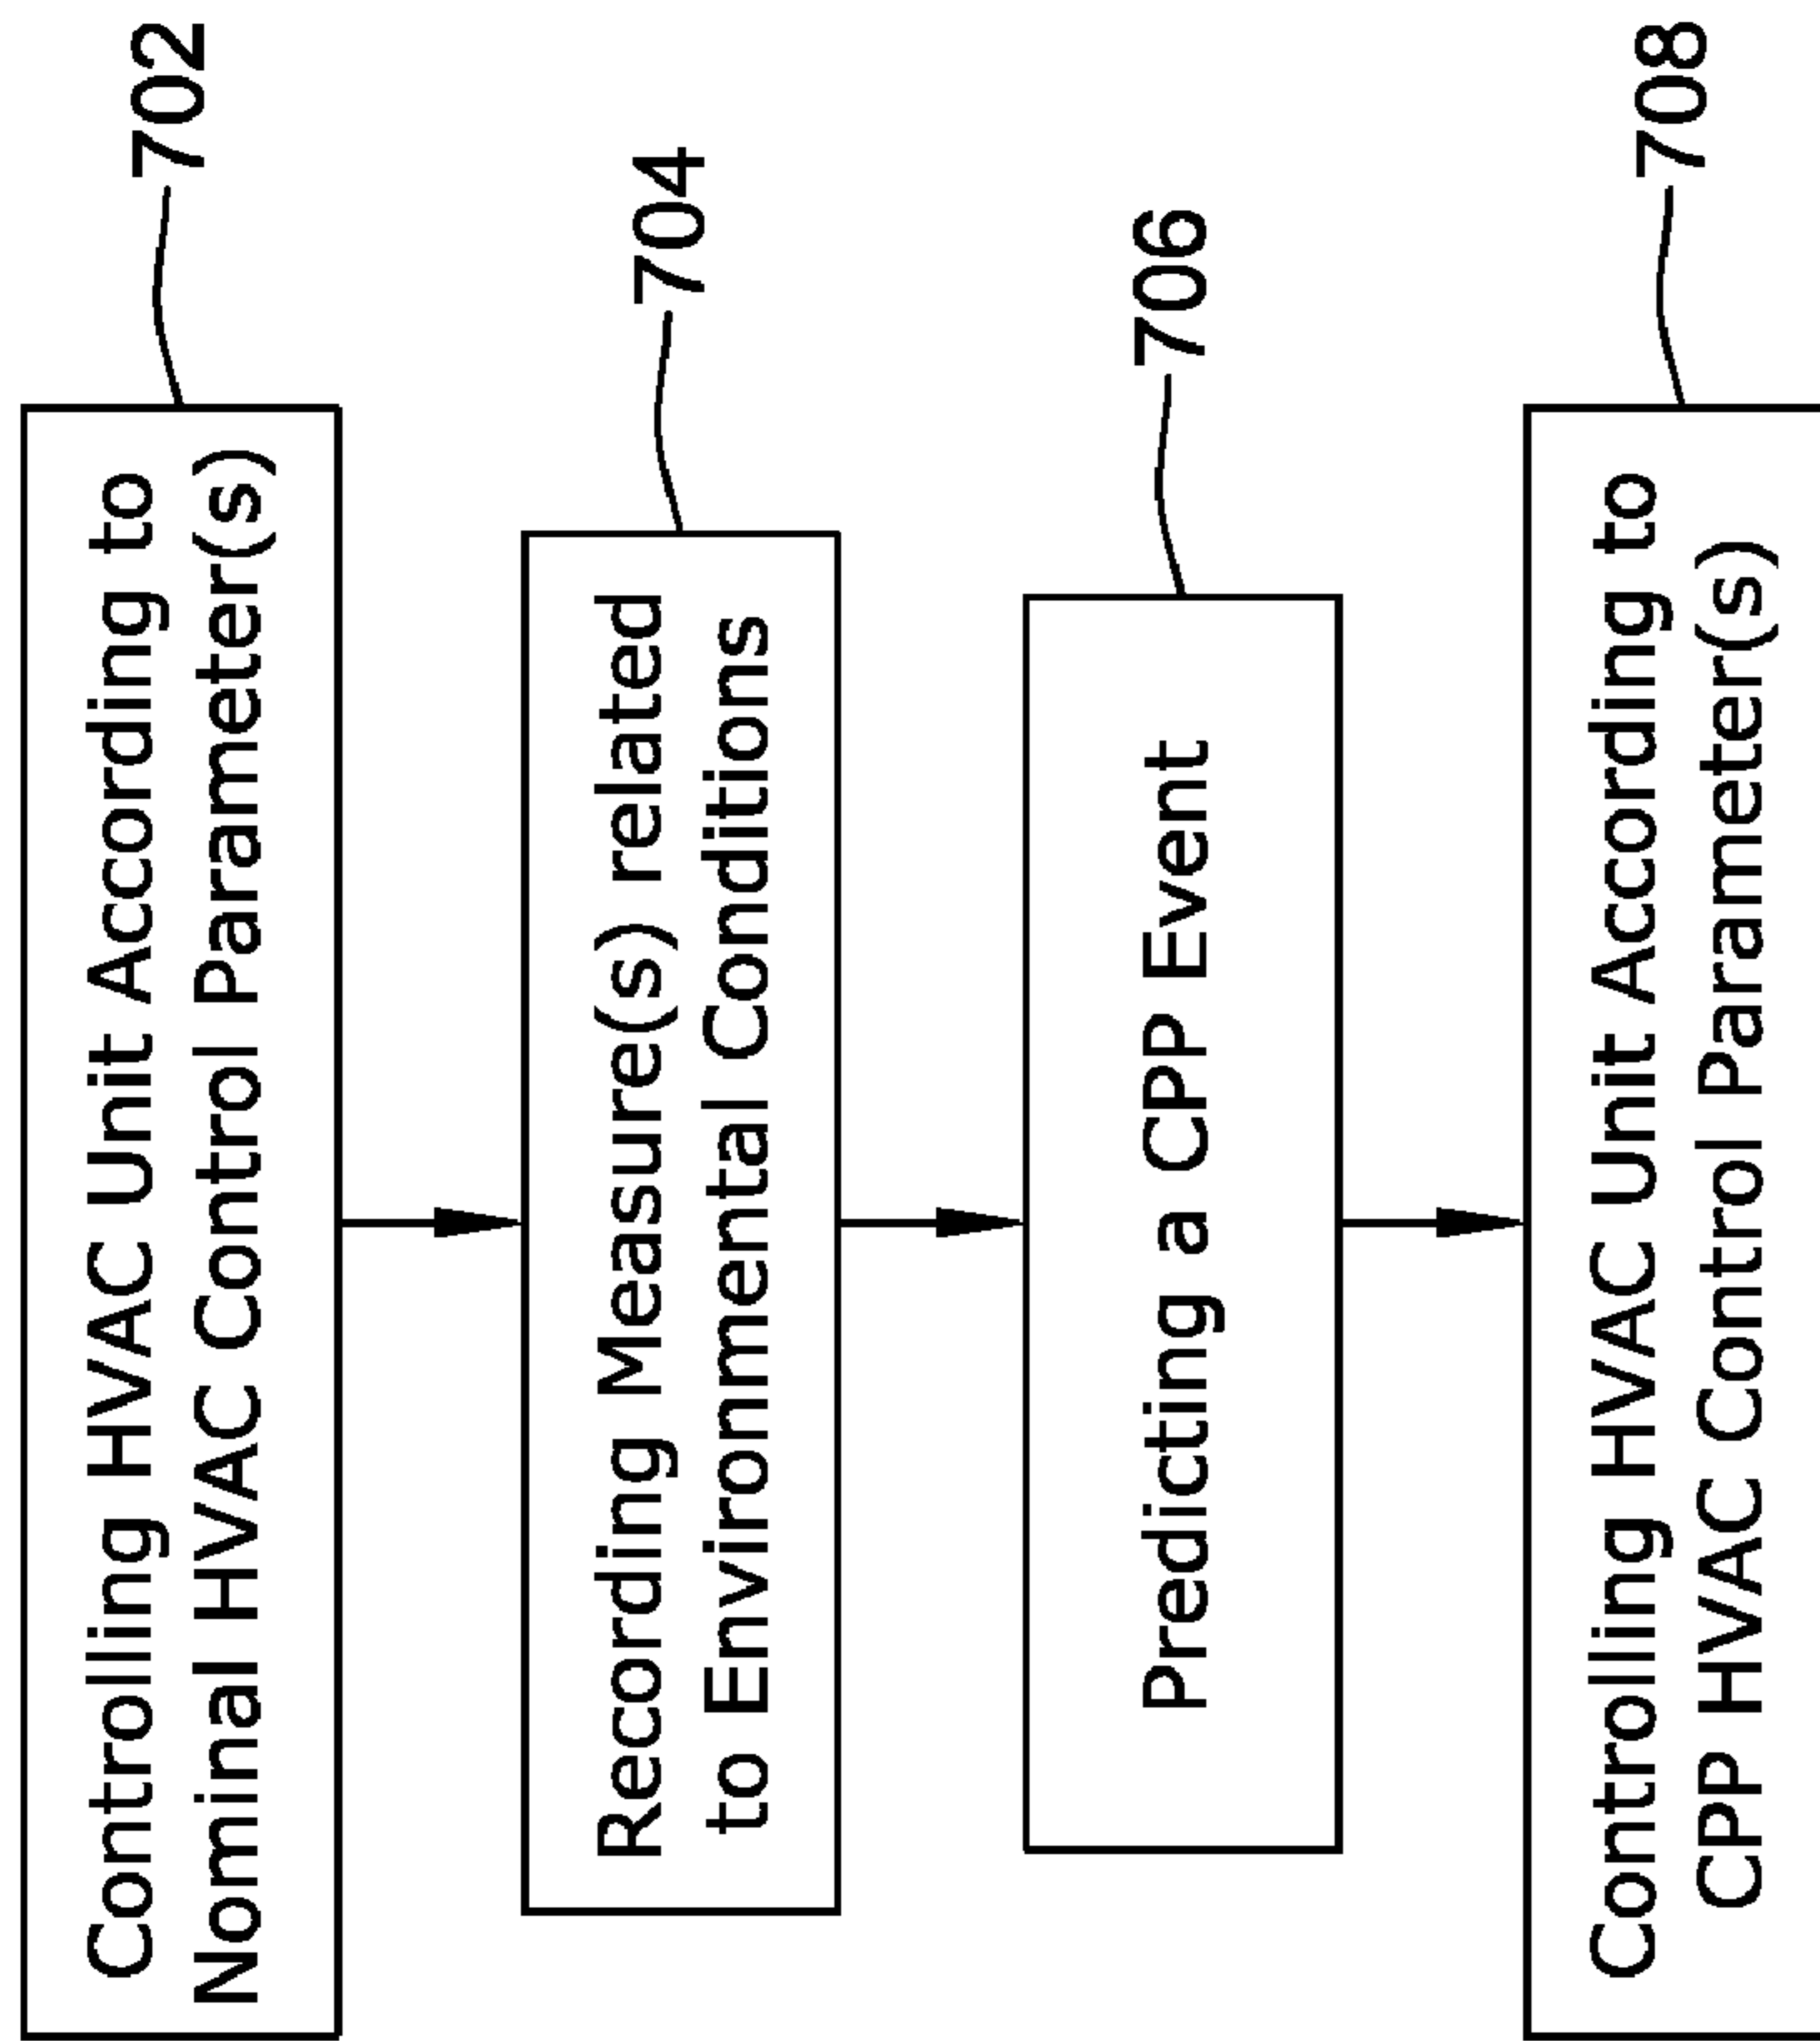 Controlling HVAC Unit According to
Nominal HVAC Control Parameter(s)
702
Recording Measure(s) related
to Environmental Conditions
704
Predicting a CPP Event
706
Controlling HVAC Unit According to
CPP HVAC Control Parameter(s)
708